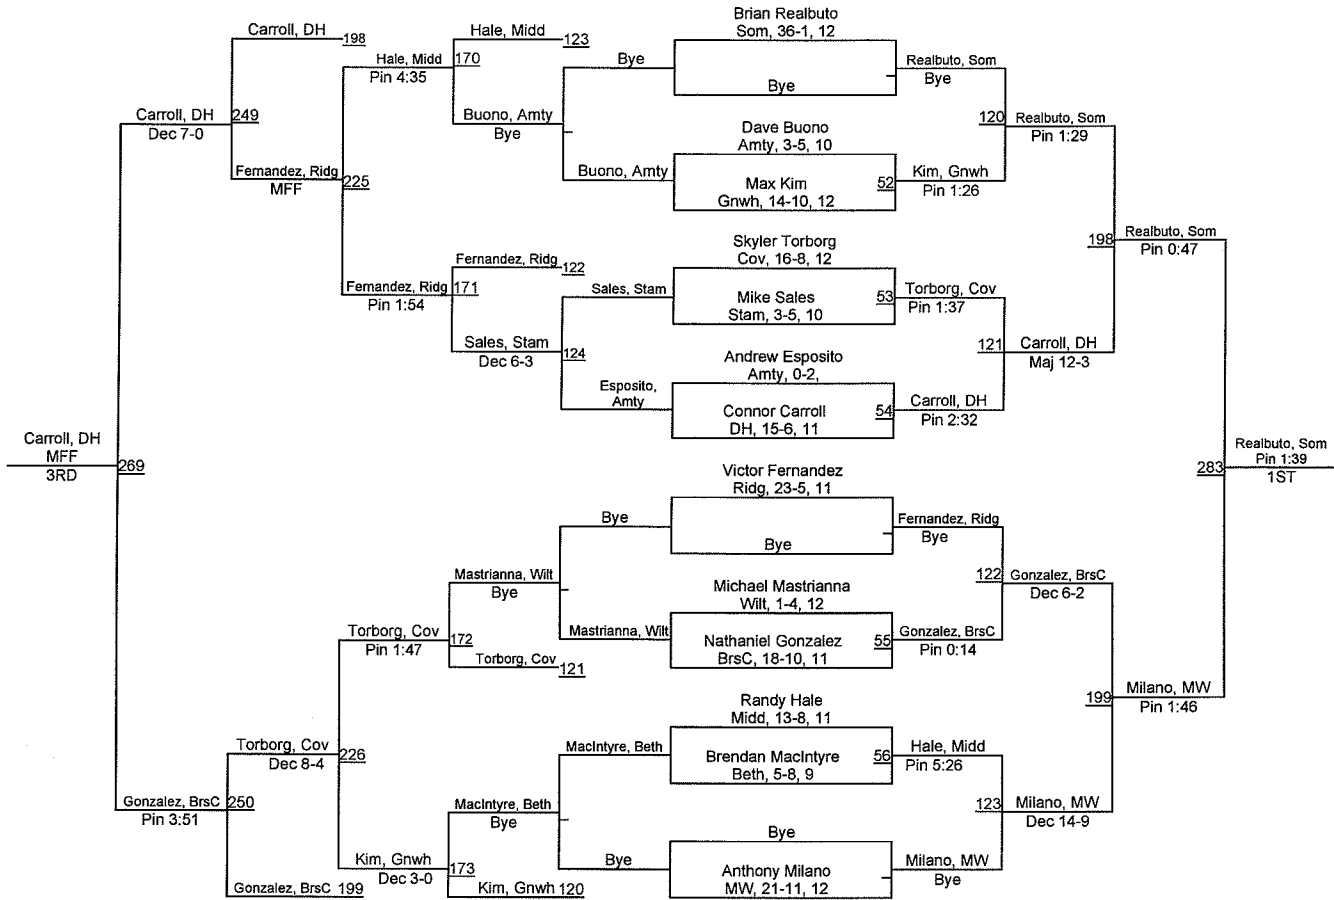 Brian Realbuto
Som, 36-1, 12
Carroll, DH
198
Hale, Midd
123
Hale, Midd
170
Pin 4:35
Bye
Realbuto, Som
Bye
Bye
Carroll, DH
249
Dec 7-0
Buono, Amty
Bye
120
Realbuto, Som
Pin 1:29
Dave Buono
Amty, 3-5, 10
Fernandez, Ridg
MFF
225
Buono, Amty
Max Kim
Gnwh, 14-10, 12
52
Kim, Gnwh
Pin 1:26
Skyler Torborg
Cov, 16-8, 12
198
Realbuto, Som
Pin 0:47
Fernandez, Ridg
122
Fernandez, Ridg
171
Pin 1:54
Sales, Stam
Mike Sales
Stam, 3-5, 10
53
Torborg, Cov
Pin 1:37
Sales, Stam
Dec 6-3
124
121
Carroll, DH
Maj 12-3
Andrew Esposito
Amty, 0-2,
Esposito,
Amty
Connor Carroll
DH, 15-6, 11
54
Carroll, DH
Pin 2:32
Carroll, DH
MFF
3RD
269
283
Realbuto, Som
Pin 1:39
1ST
Victor Fernandez
Ridg, 23-5, 11
Bye
Bye
Fernandez, Ridg
Bye
Mastrianna, Wilt
Bye
122
Gonzalez, BrsC
Dec 6-2
Michael Mastrianna
Wilt, 1-4, 12
Torborg, Cov
Pin 1:47
172
Mastrianna, Wilt
Nathaniel Gonzalez
BrsC, 18-10, 11
55
Gonzalez, BrsC
Pin 0:14
Torborg, Cov
121
199
Milano, MW
Pin 1:46
Randy Hale
Midd, 13-8, 11
Torborg, Cov
Dec 8-4
226
MacIntyre, Beth
Brendan MacIntyre
Beth, 5-8, 9
56
Hale, Midd
Pin 5:26
Gonzalez, BrsC
Pin 3:51
250
MacIntyre, Beth
Bye
123
Milano, MW
Dec 14-9
Bye
Kim, Gnwh
Dec 3-0
173
Bye
Anthony Milano
MW, 21-11, 12
Milano, MW
Bye
Gonzalez, BrsC
199
Kim, Gnwh
120